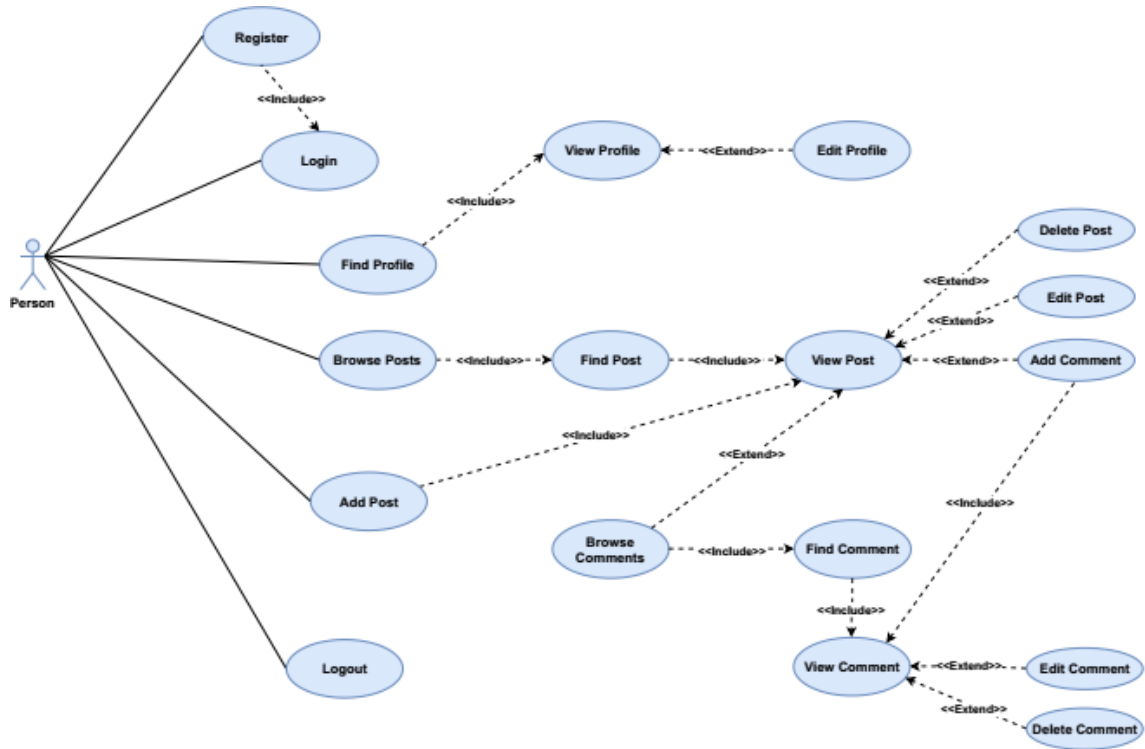 Register
<<Include>>
Login
View Profile
<<Extend>>
Edit Profile
<<Include>>
Find Profile
Person
Delete Post
<<Extend>>
Edit Post
<<Extend>>
Browse Posts
<<Include>>
Find Post
<<Include>>
View Post
<<Extend>>
Add Comment
<<Include>>
<<Extend>>
Add Post
<<Include>>
Browse
Comments
<<Include>>
Find Comment
<<Include>>
Logout
View Comment
<<Extend>>
Edit Comment
<<Extend>>
Delete Comment